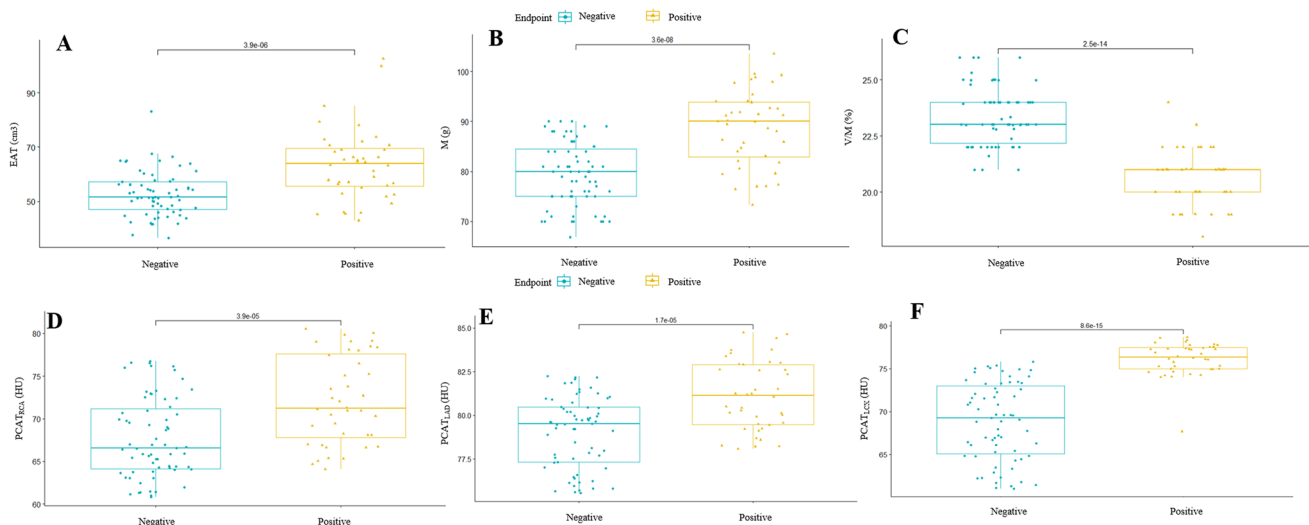 Endpoint Negative Positive
A
3.9e-06
EAT (cm3)
90
70
50
Negative Positive
B
3.6e-08
M (g)
100
90
80
70
Negative Positive
C
2.5e-14
V/M (%)
25.0
22.5
20.0
Negative Positive
Endpoint Negative Positive
D
3.9e-05
PCATRCA (HU)
80
75
70
65
60
Negative Positive
E
1.7e-05
PCATLAD (HU)
85.0
82.5
80.0
77.5
Negative Positive
F
8.6e-15
PCATLCX (HU)
80
75
70
65
60
Negative Positive